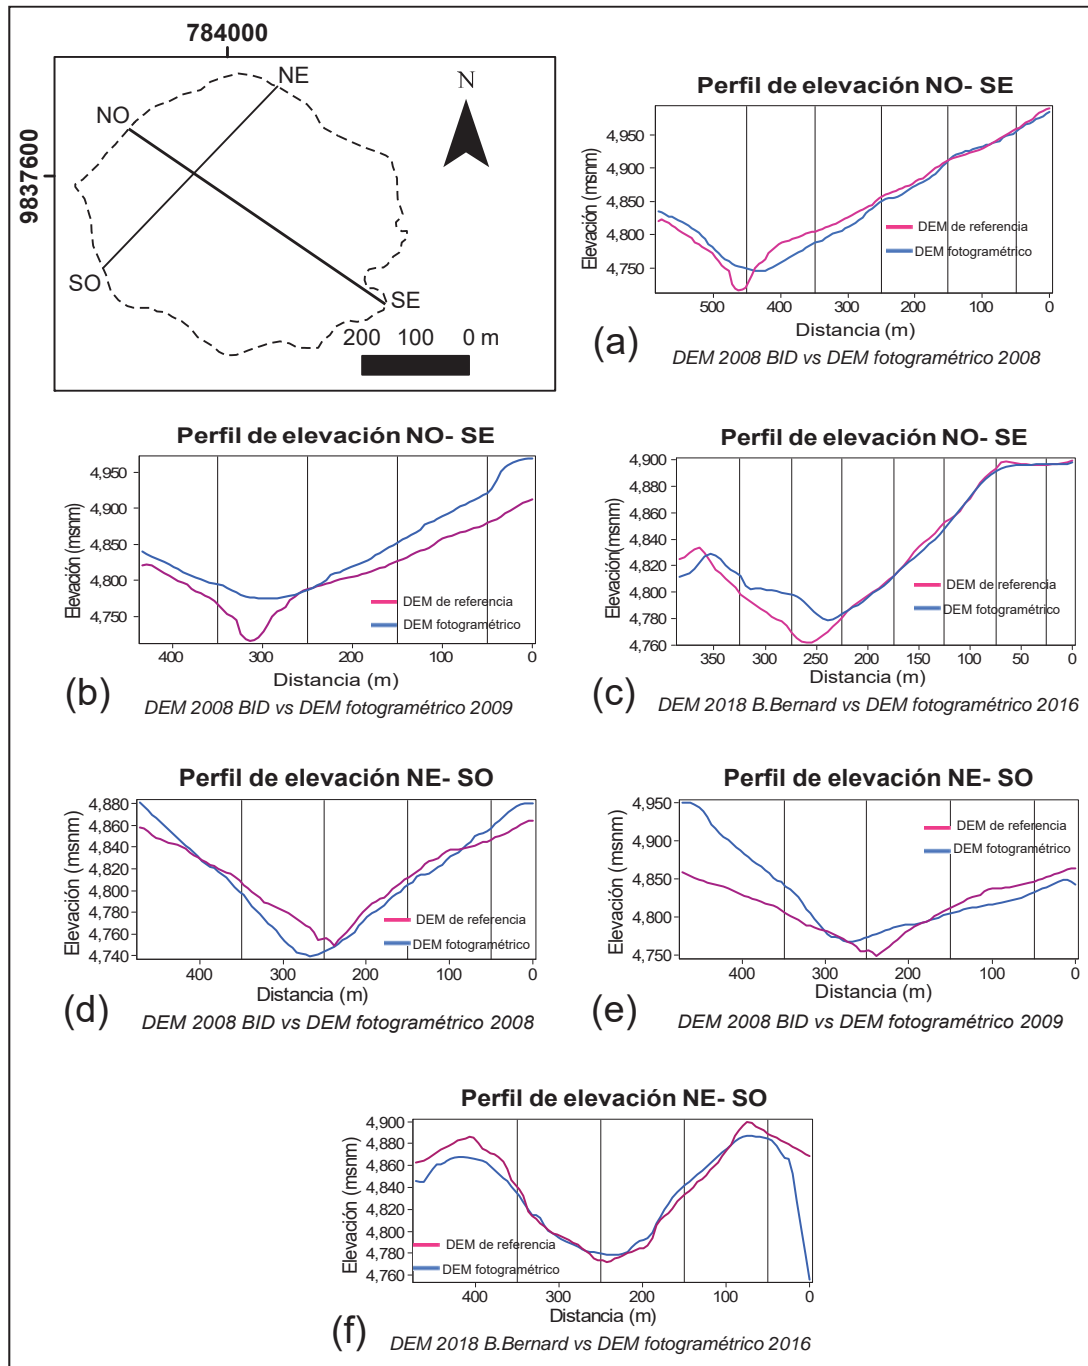 784000
9837600
NE
NO
N
SO
SE
200 100 0 m
Perfil de elevación NO- SE
Elevación (msnm)
4,950
4,900
4,850
4,800
4,750
DEM de referencia
DEM fotogramétrico
500 400 300 200 100 0
Distancia (m)
(a)
DEM 2008 BID vs DEM fotogramétrico 2008
Perfil de elevación NO- SE
Elevación (msnm)
4,950
4,900
4,850
4,800
4,750
DEM de referencia
DEM fotogramétrico
400 300 200 100 0
Distancia (m)
(b)
DEM 2008 BID vs DEM fotogramétrico 2009
Perfil de elevación NO- SE
Elevación(msnm)
4,900
4,880
4,860
4,840
4,820
4,800
4,780
4,760
DEM de referencia
DEM fotogramétrico
350 300 250 200 150 100 50 0
Distancia (m)
(c)
DEM 2018 B.Bernard vs DEM fotogramétrico 2016
Perfil de elevación NE- SO
Elevación (msnm)
4,880
4,860
4,840
4,820
4,800
4,780
4,760
4,740
DEM de referencia
DEM fotogramétrico
400 300 200 100 0
Distancia (m)
(d)
DEM 2008 BID vs DEM fotogramétrico 2008
Perfil de elevación NE- SO
Elevación (msnm)
4,950
4,900
4,850
4,800
4,750
DEM de referencia
DEM fotogramétrico
400 300 200 100 0
Distancia (m)
(e)
DEM 2008 BID vs DEM fotogramétrico 2009
Perfil de elevación NE- SO
Elevación (msnm)
4,900
4,880
4,860
4,840
4,820
4,800
4,780
4,760
DEM de referencia
DEM fotogramétrico
400 300 200 100 0
Distancia (m)
(f)
DEM 2018 B.Bernard vs DEM fotogramétrico 2016